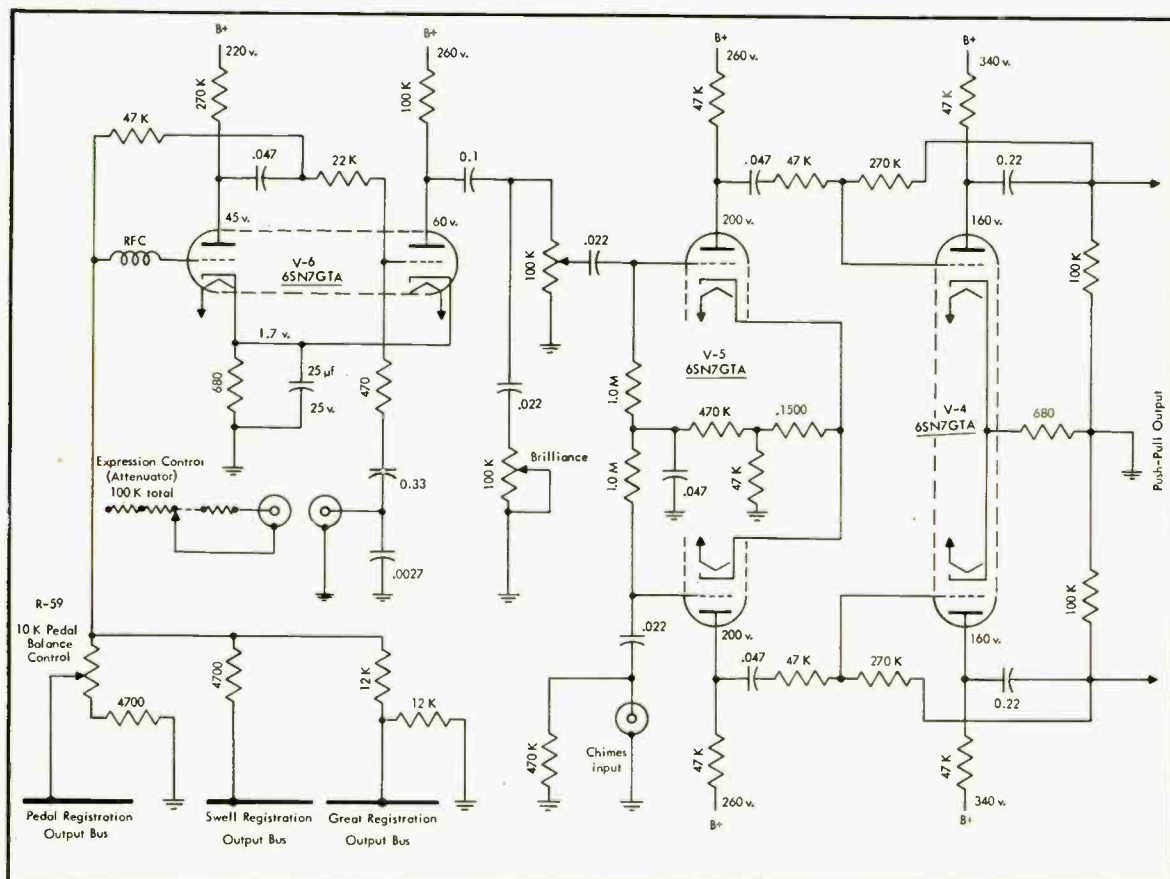 B+
220 v.
270 K
47 K
.047
22 K
45 v.
RFC
V-6
6SN7GTA
1.7 v.
680
25 µf
25 v.
470
0.33
.0027
B+
260 v.
100 K
0.1
60 v.
100 K
.022
.022
100 K
Brilliance
Expression Control
(Attenuator)
100 K total
R-59
10 K Pedal
Balance
Control
4700
4700
12 K
12 K
Pedal Registration
Output Bus
Swell Registration
Output Bus
Great Registration
Output Bus
B+
260 v.
47 K
200 v.
.047
47 K
270 K
V-5
6SN7GTA
1.0 M
1.0 M
470 K
.1500
.047
47 K
.022
470 K
Chimes
input
200 v.
.047
47 K
270 K
47 K
260 v.
B+
B+
340 v.
47 K
0.22
160 v.
100 K
V-4
6SN7GTA
680
100 K
160 v.
0.22
47 K
340 v.
B+
Push-Pull Output